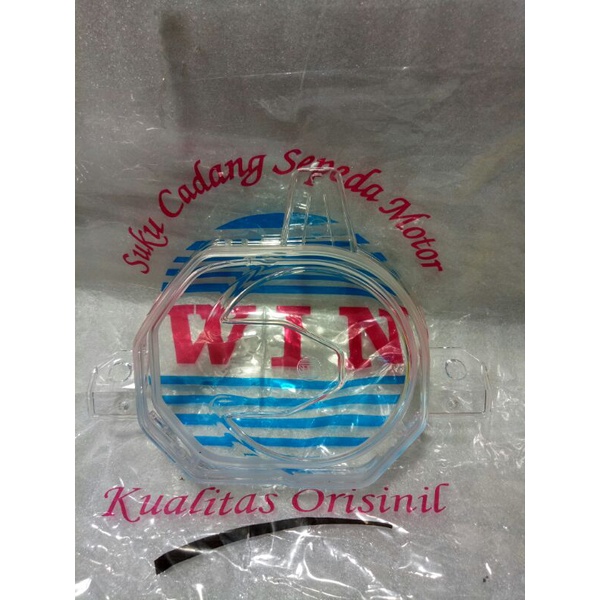 Suku Cadang Sepeda Motor
WIN
Kualitas Orisinil